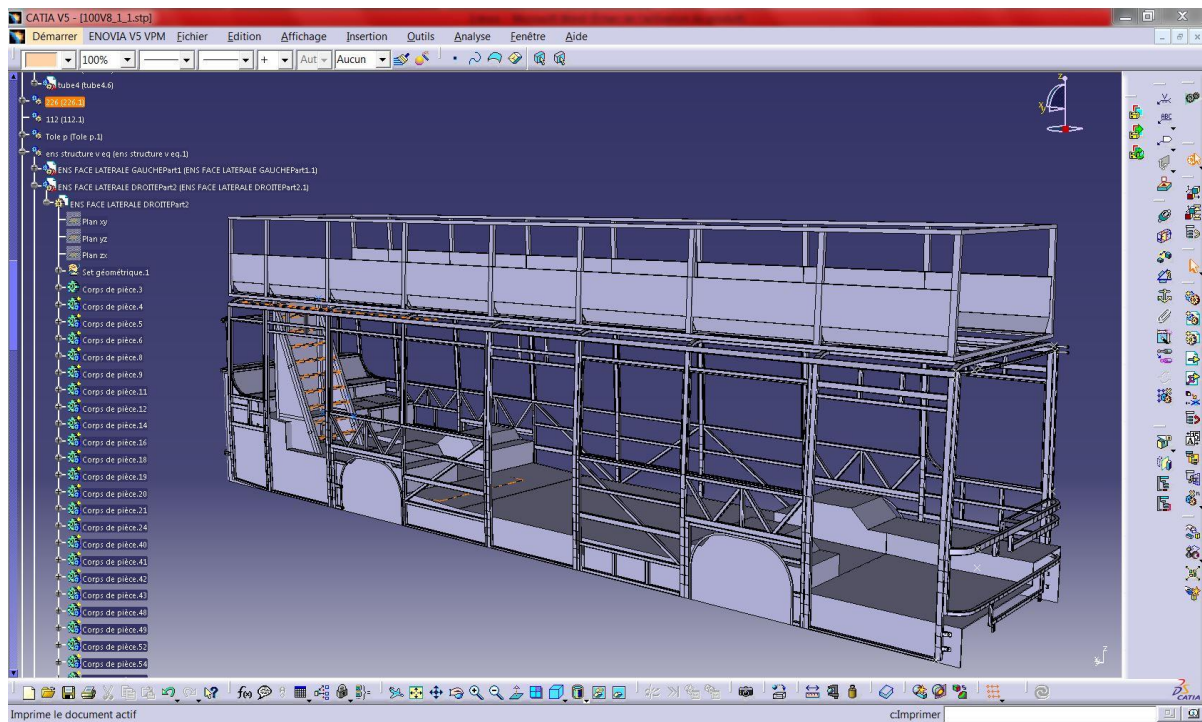 CATIA V5 - [100V8_1_1.stp]
Démarrer ENOVIA V5 VPM Fichier Edition Affichage Insertion Outils Analyse Fenêtre Aide
100% Aut Aucun
tube4 (tube4.6)
226 (226.1)
112 (112.1)
Tole p (Tole p.1)
ens structure v eq (ens structure v eq.1)
ENS FACE LATERALE GAUCHEPart1 (ENS FACE LATERALE GAUCHEPart1.1)
ENS FACE LATERALE DROITEPart2 (ENS FACE LATERALE DROITEPart2.1)
ENS FACE LATERALE DROITEPart2
Plan xy
Plan yz
Plan zx
Set géométrique.1
Corps de pièce.3
Corps de pièce.4
Corps de pièce.5
Corps de pièce.6
Corps de pièce.8
Corps de pièce.9
Corps de pièce.11
Corps de pièce.12
Corps de pièce.14
Corps de pièce.16
Corps de pièce.18
Corps de pièce.19
Corps de pièce.20
Corps de pièce.21
Corps de pièce.24
Corps de pièce.40
Corps de pièce.41
Corps de pièce.42
Corps de pièce.43
Corps de pièce.48
Corps de pièce.49
Corps de pièce.52
Corps de pièce.54
z
x
y
ABC
f(x)
z
CATIA
Imprime le document actif
c:Imprimer